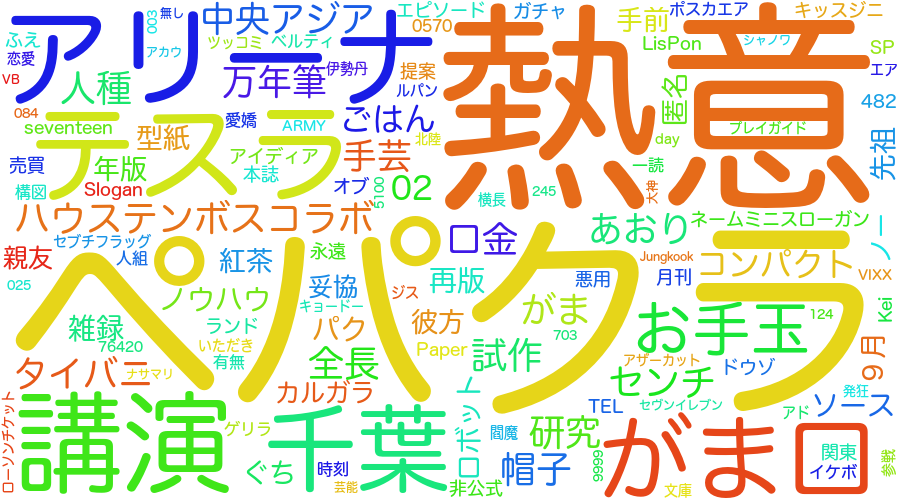 アリーナ
003
無し
アカウ
中央アジア
エピソード
ガチャ
手前
ポスカエア
キッズジニ
ふえ
恋愛
VB
人種
ツッコミ
ベルティ
0570
LisPon
シャノワ
SP
エア
万年筆
伊勢丹
提案
ルパン
熱意
匿名
482
084
seventeen
型紙
愛嬌
ARMY
ごはん
北陸
day
プレイガイド
先祖
テスラ
売買
年版
アイディア
手芸
一読
構図
Slogan
本誌
オブ
5100
02
横長
245
大神
ハウステンボスコラボ
あおり
ネームミニスローガン
ノー
親友
セブチフラッグ
人組
紅茶
永遠
口金
Jungkook
コンパクト
025
ペパクラ
ジス
再版
悪用
月刊
VIXX
ノウハウ
妥協
キョードー
がま
Kei
雑録
ランド
パク
彼方
703
お手玉
124
76420
いただき
有無
全長
Paper
試作
9月
タイバニ
ナサマリ
カルガラ
アザーカット
センチ
ドウゾ
発狂
ローソンチケット
講演
千葉
ロボット
TEL
セヴンイレブン
アド
ソース
ゲリラ
閻魔
研究
がま口
関東
ぐち
時刻
帽子
9999
イケボ
参戦
芸能
非公式
文庫